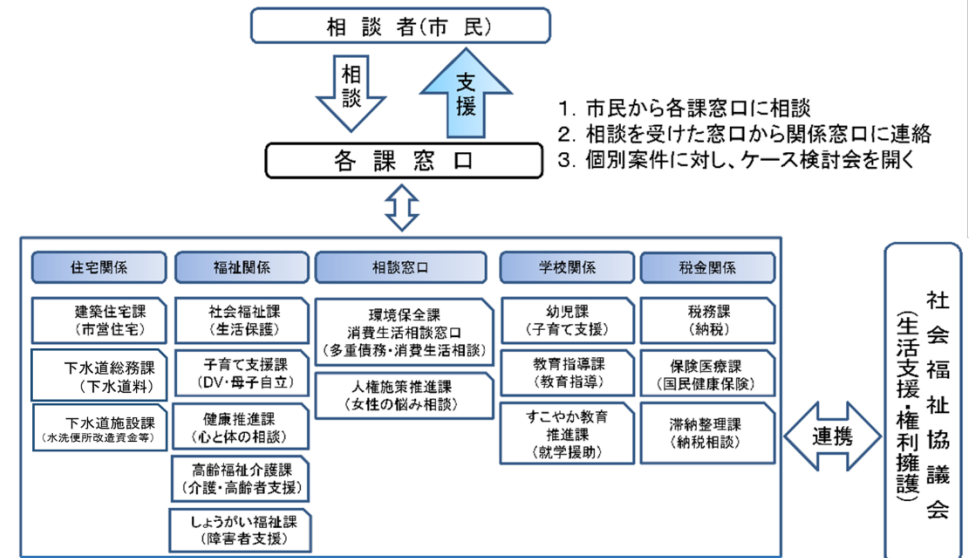 相談者(市民)
相談
支援
1. 市民から各課窓口に相談
2. 相談を受けた窓口から関係窓口に連絡
3. 個別案件に対し、ケース検討会を開く
各課窓口
住宅関係
建築住宅課
(市営住宅)
下水道総務課
(下水道料)
下水道施設課
(水洗便所改造資金等)
福祉関係
社会福祉課
(生活保護)
子育て支援課
(DV・母子自立)
健康推進課
(心と体の相談)
高齢福祉介護課
(介護・高齢者支援)
しょうがい福祉課
(障害者支援)
相談窓口
環境保全課
消費生活相談窓口
(多重債務・消費生活相談)
人権施策推進課
(女性の悩み相談)
学校関係
幼児課
(子育て支援)
教育指導課
(教育指導)
すこやか教育
推進課
(就学援助)
税金関係
税務課
(納税)
保険医療課
(国民健康保険)
滞納整理課
(納税相談)
連携
社会福祉協議会
(生活支援・権利擁護)